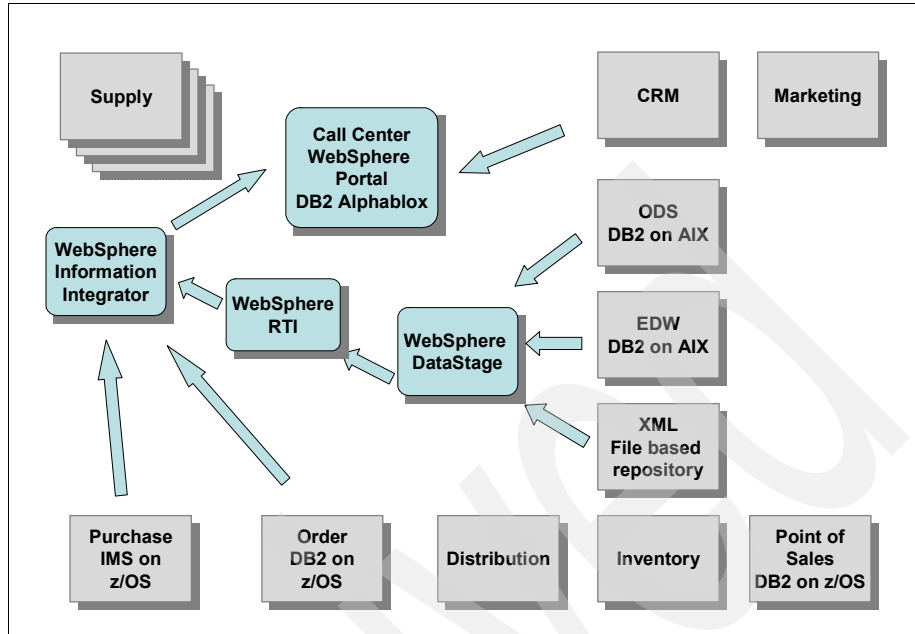 Supply
Call Center
WebSphere
Portal
DB2 Alphablox
CRM
Marketing
ODS
DB2 on AIX
WebSphere
Information
Integrator
WebSphere
RTI
WebSphere
DataStage
EDW
DB2 on AIX
XML
File based
repository
Purchase
IMS on
z/OS
Order
DB2 on
z/OS
Distribution
Inventory
Point of
Sales
DB2 on z/OS